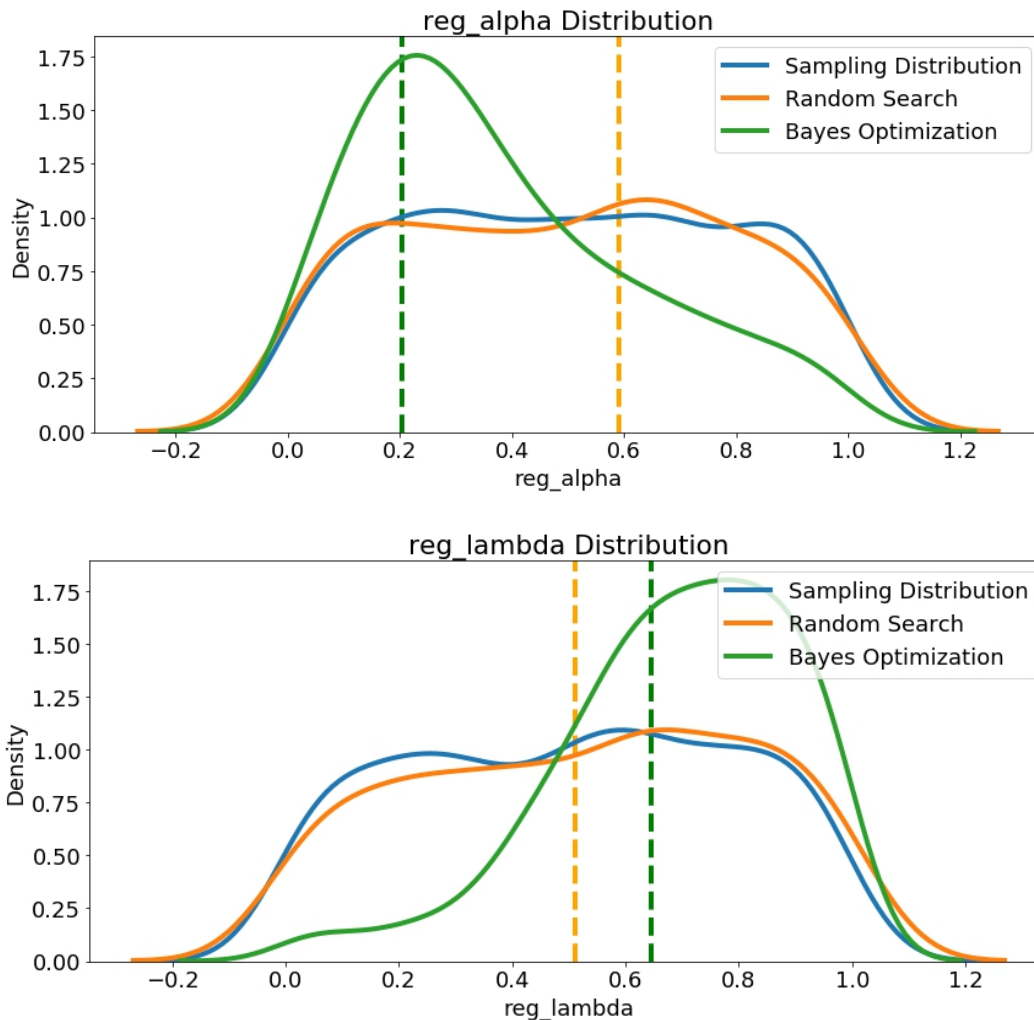 reg_alpha Distribution
Sampling Distribution
Random Search
Bayes Optimization
Density
1.75
1.50
1.25
1.00
0.75
0.50
0.25
0.00
−0.2 0.0 0.2 0.4 0.6 0.8 1.0 1.2
reg_alpha
reg_lambda Distribution
Sampling Distribution
Random Search
Bayes Optimization
Density
1.75
1.50
1.25
1.00
0.75
0.50
0.25
0.00
−0.2 0.0 0.2 0.4 0.6 0.8 1.0 1.2
reg_lambda